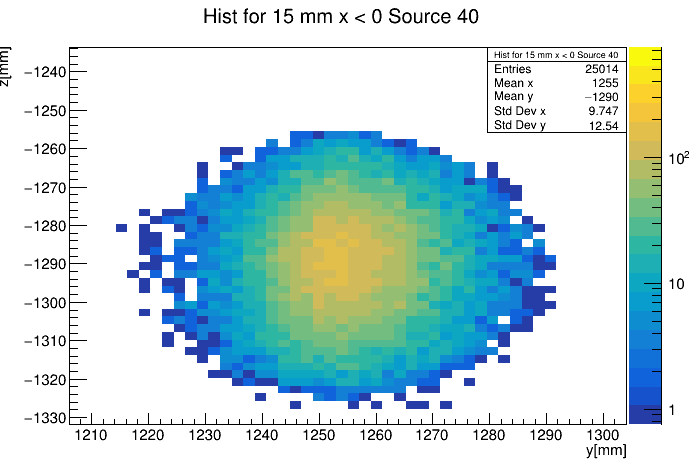 Hist for 15 mm x < 0 Source 40
z[mm]
Hist for 15 mm x < 0 Source 40
Entries 25014
Mean x 1255
Mean y −1290
Std Dev x 9.747
Std Dev y 12.54
−1240
−1250
−1260
−1270
−1280
−1290
−1300
−1310
−1320
−1330
1210 1220 1230 1240 1250 1260 1270 1280 1290 1300
y[mm]
10²
10
1